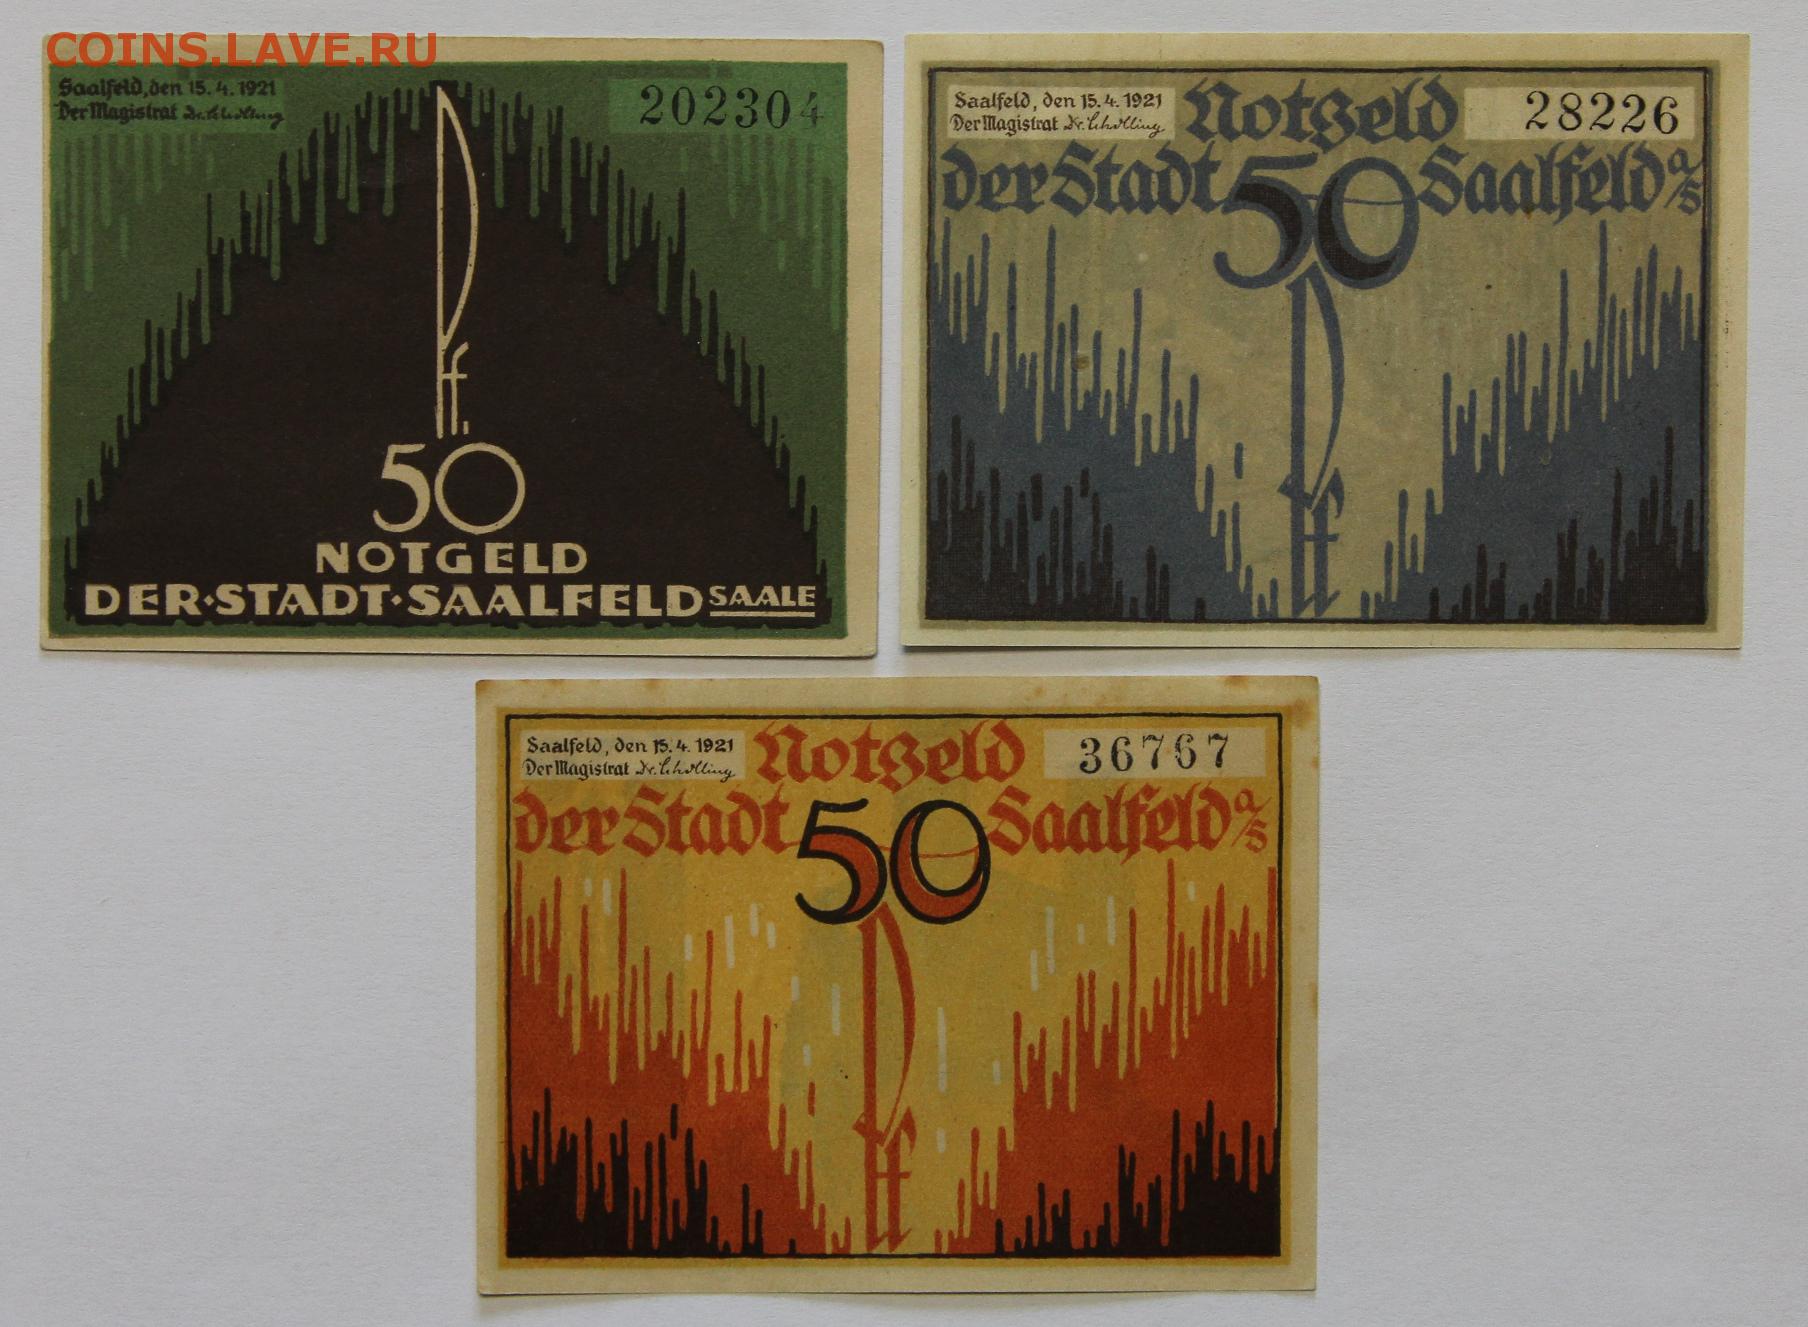 COINS.LAVE.RU
Saalfeld, den 15. 4. 1921
Der Magistrat
202304
Pf.
50
NOTGELD
DER·STADT·SAALFELD SAALE
Saalfeld, den 15. 4. 1921
Der Magistrat
Notgeld
28226
der Stadt 50 Saalfeld a/S
Pf
Saalfeld, den 15. 4. 1921
Der Magistrat
Notgeld
36767
der Stadt 50 Saalfeld a/S
Pf